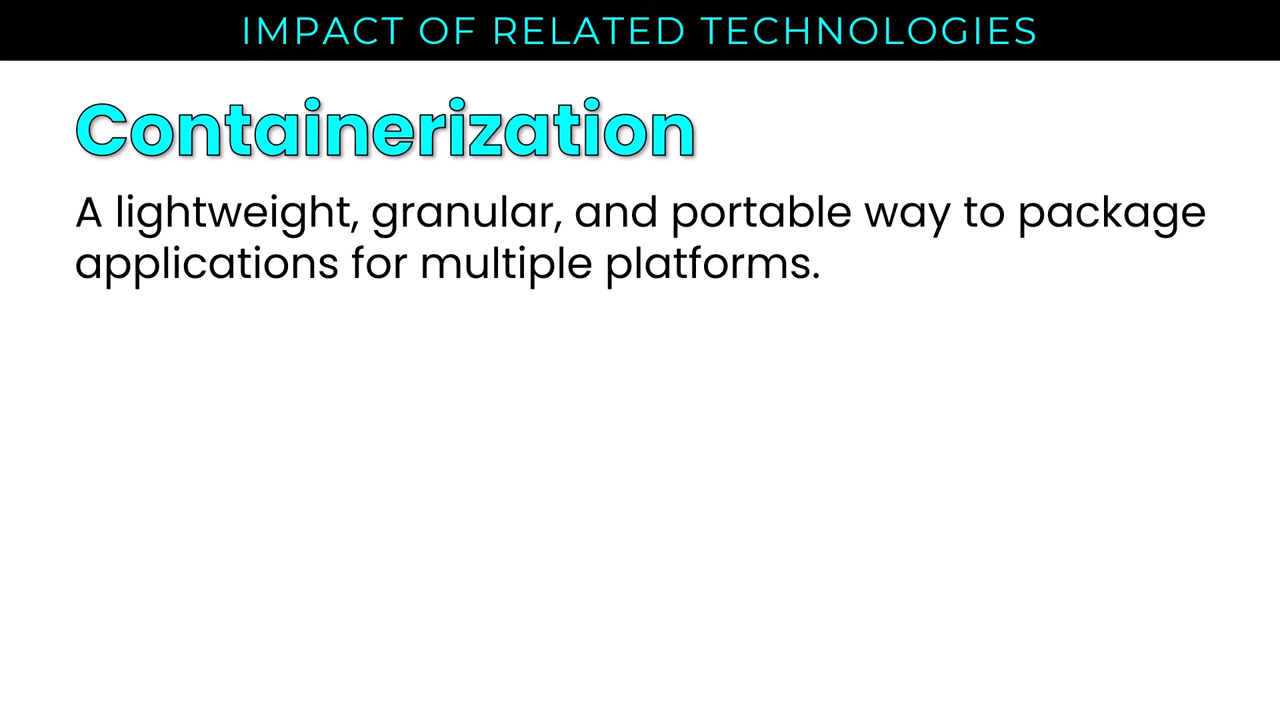 IMPACT OF RELATED TECHNOLOGIES
Containerization
A lightweight, granular, and portable way to package
applications for multiple platforms.